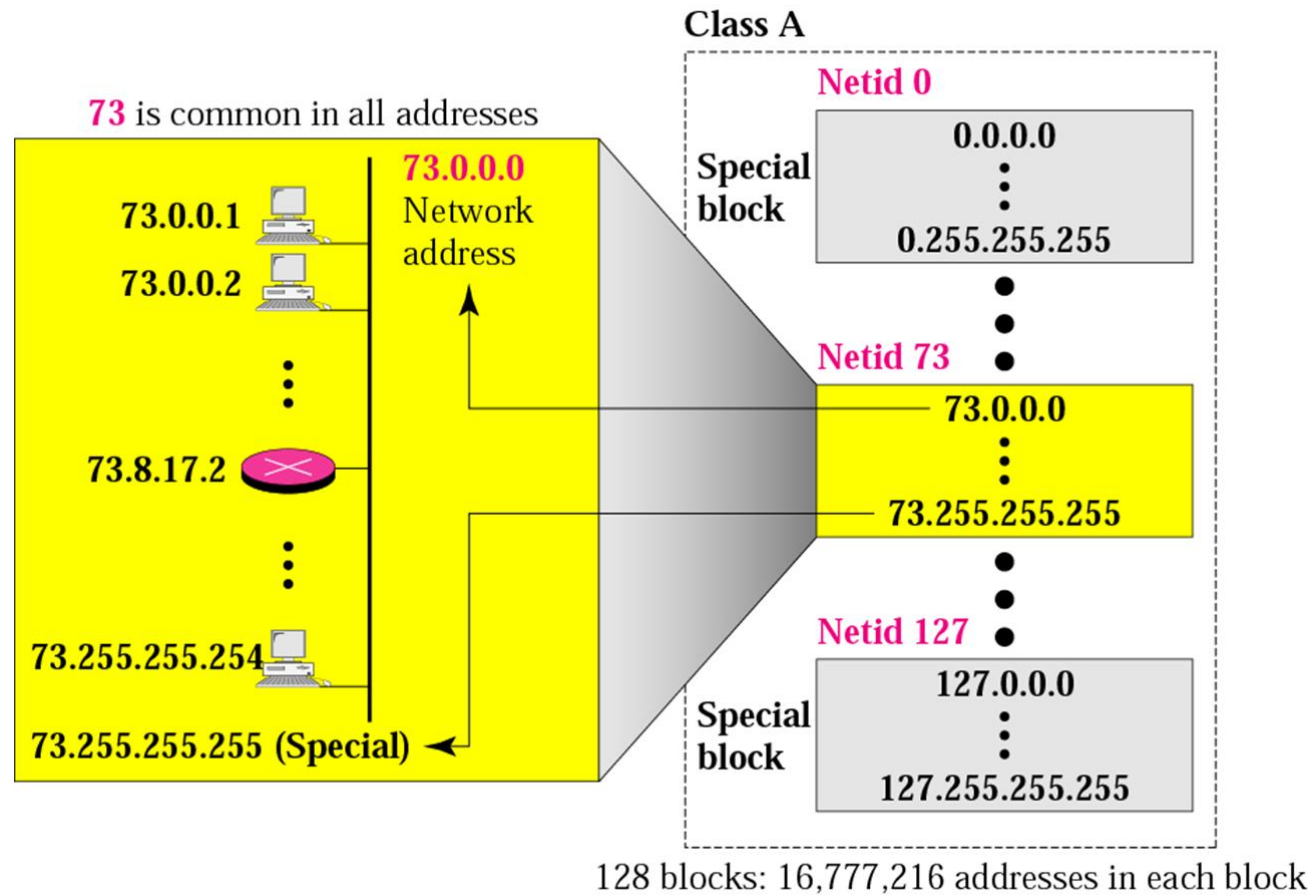 Class A
Netid 0
Special
block
0.0.0.0
0.255.255.255
73 is common in all addresses
73.0.0.0
Network
address
73.0.0.1
73.0.0.2
73.8.17.2
73.255.255.254
73.255.255.255 (Special)
Netid 73
73.0.0.0
73.255.255.255
Netid 127
Special
block
127.0.0.0
127.255.255.255
128 blocks: 16,777,216 addresses in each block